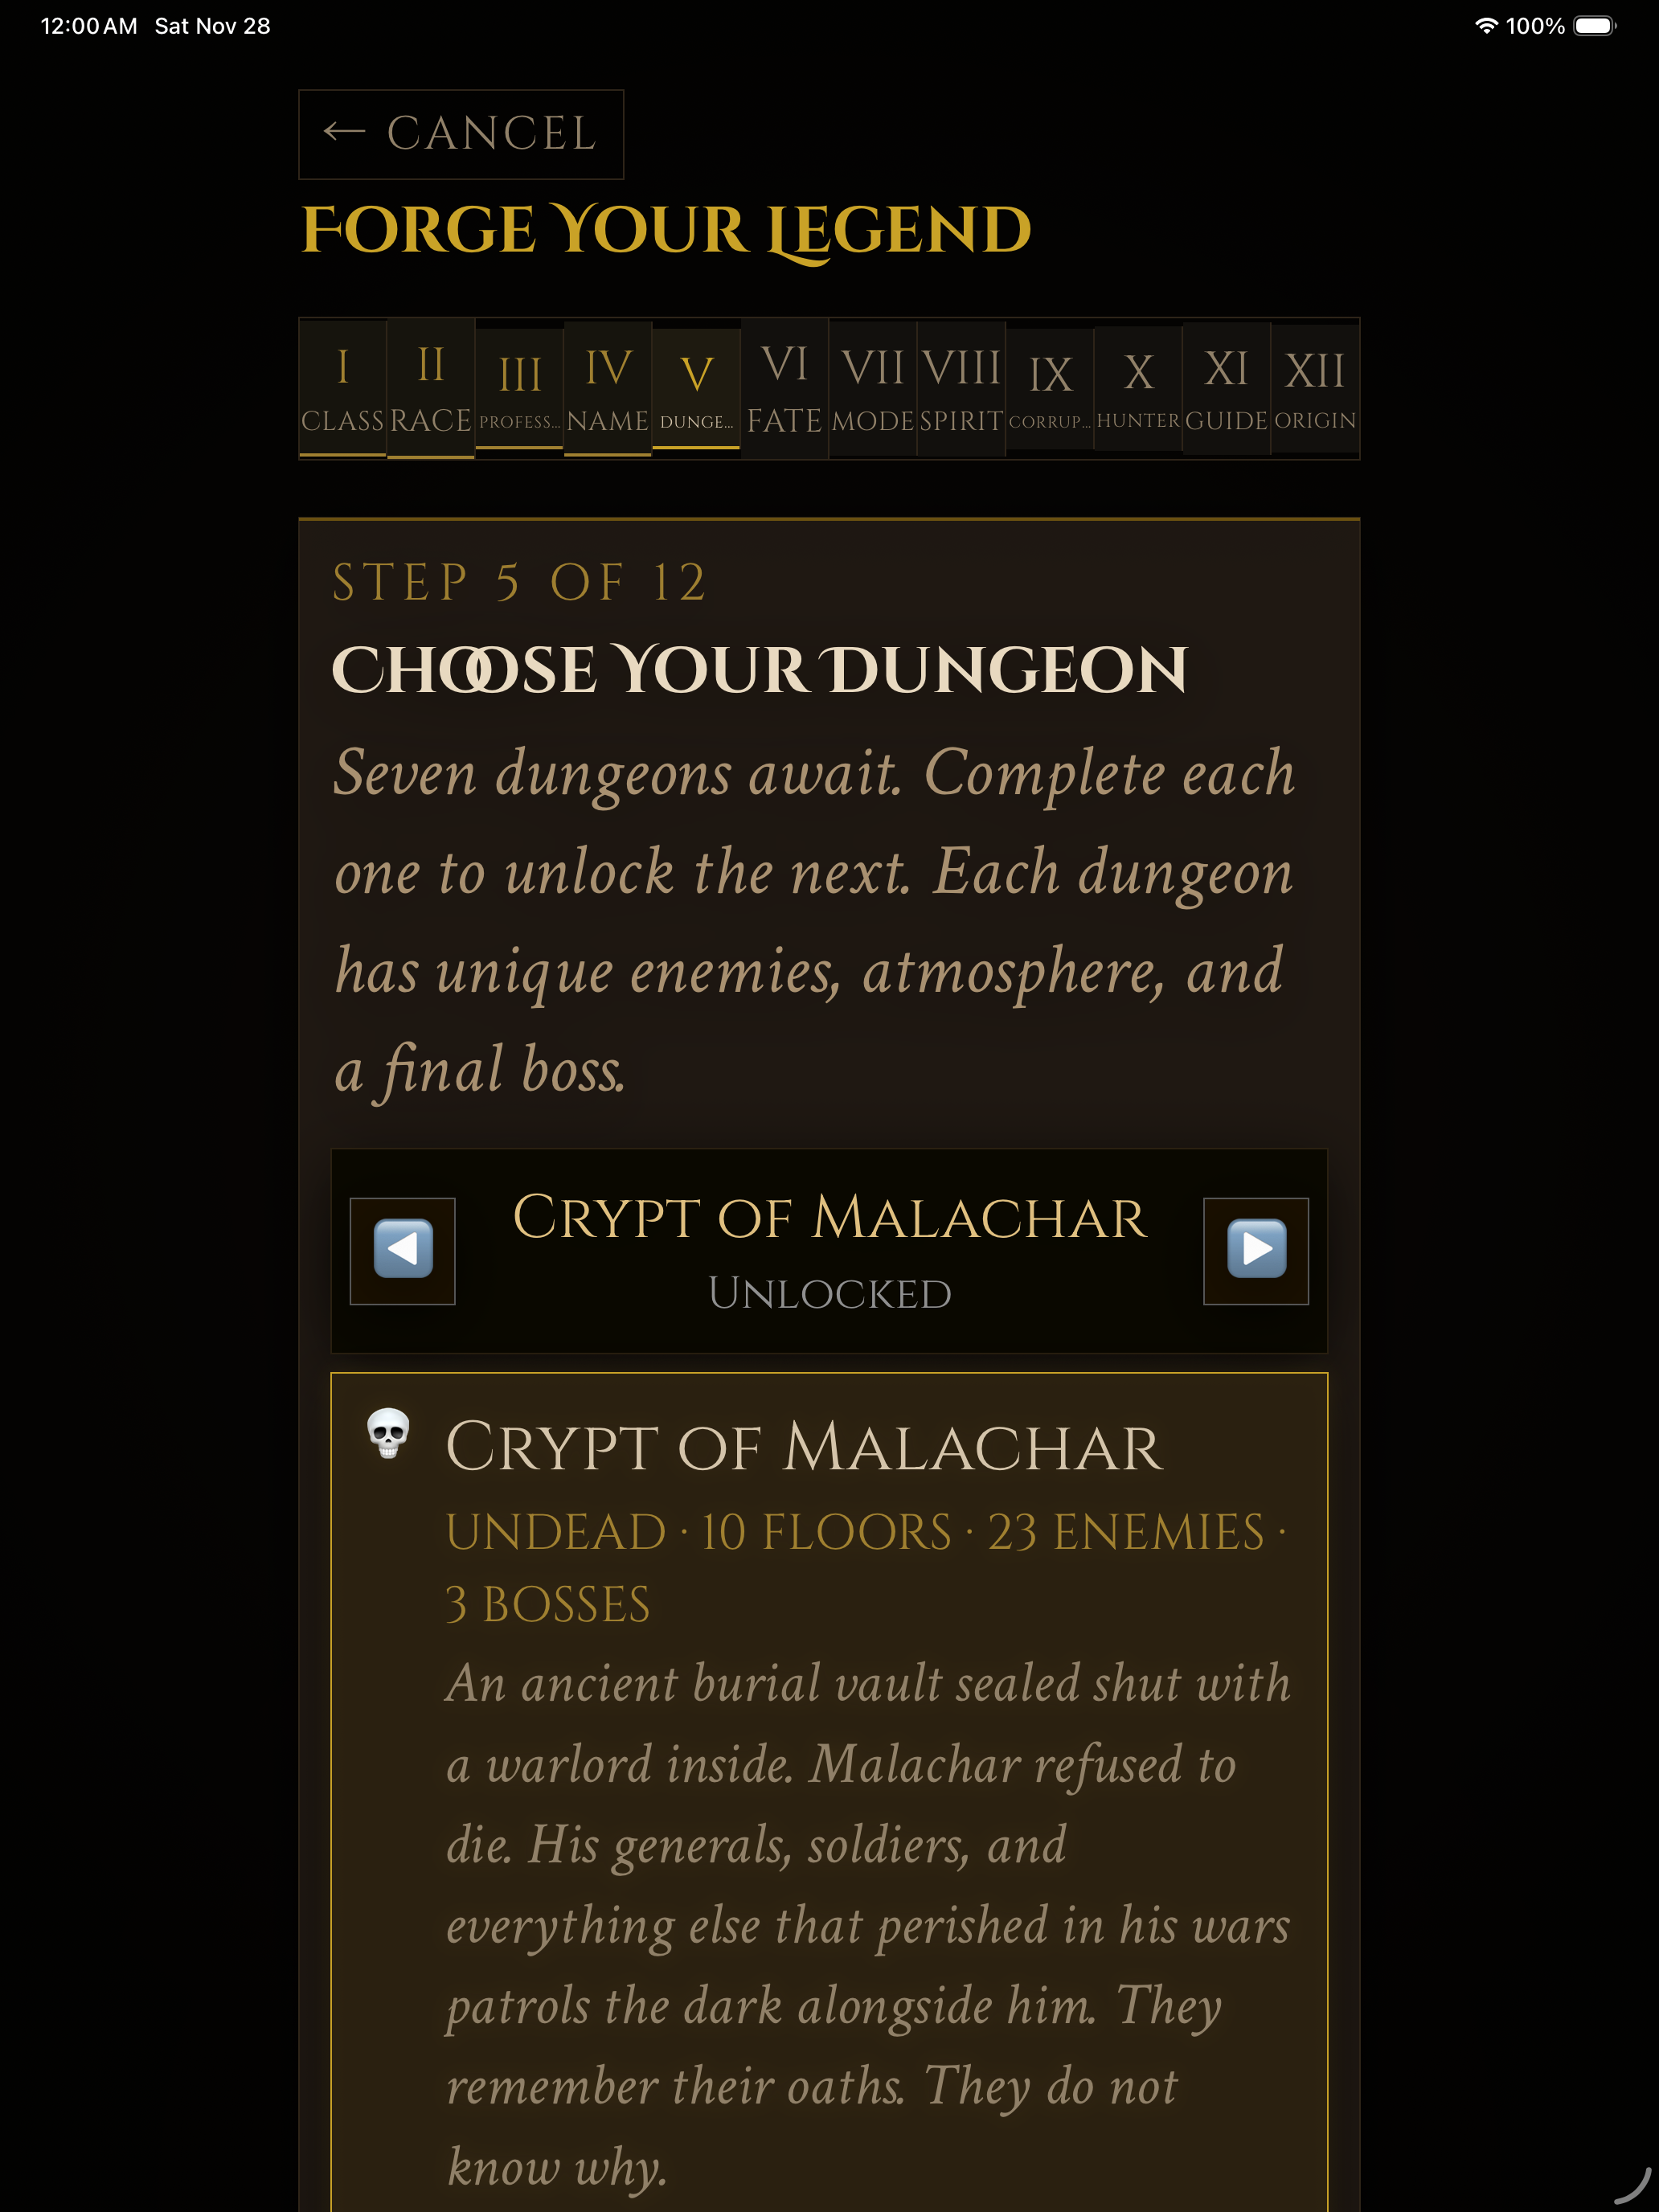 12:00 AM Sat Nov 28
100%
← CANCEL
FORGE YOUR LEGEND
I II III IV V VI VII VIII IX X XI XII
CLASS RACE PROFESS... NAME DUNGE... FATE MODE SPIRIT CORRUP... HUNTER GUIDE ORIGIN
STEP 5 OF 12
CHOOSE YOUR DUNGEON
Seven dungeons await. Complete each
one to unlock the next. Each dungeon
has unique enemies, atmosphere, and
a final boss.
CRYPT OF MALACHAR
UNLOCKED
CRYPT OF MALACHAR
UNDEAD · 10 FLOORS · 23 ENEMIES ·
3 BOSSES
An ancient burial vault sealed shut with
a warlord inside. Malachar refused to
die. His generals, soldiers, and
everything else that perished in his wars
patrols the dark alongside him. They
remember their oaths. They do not
know why.